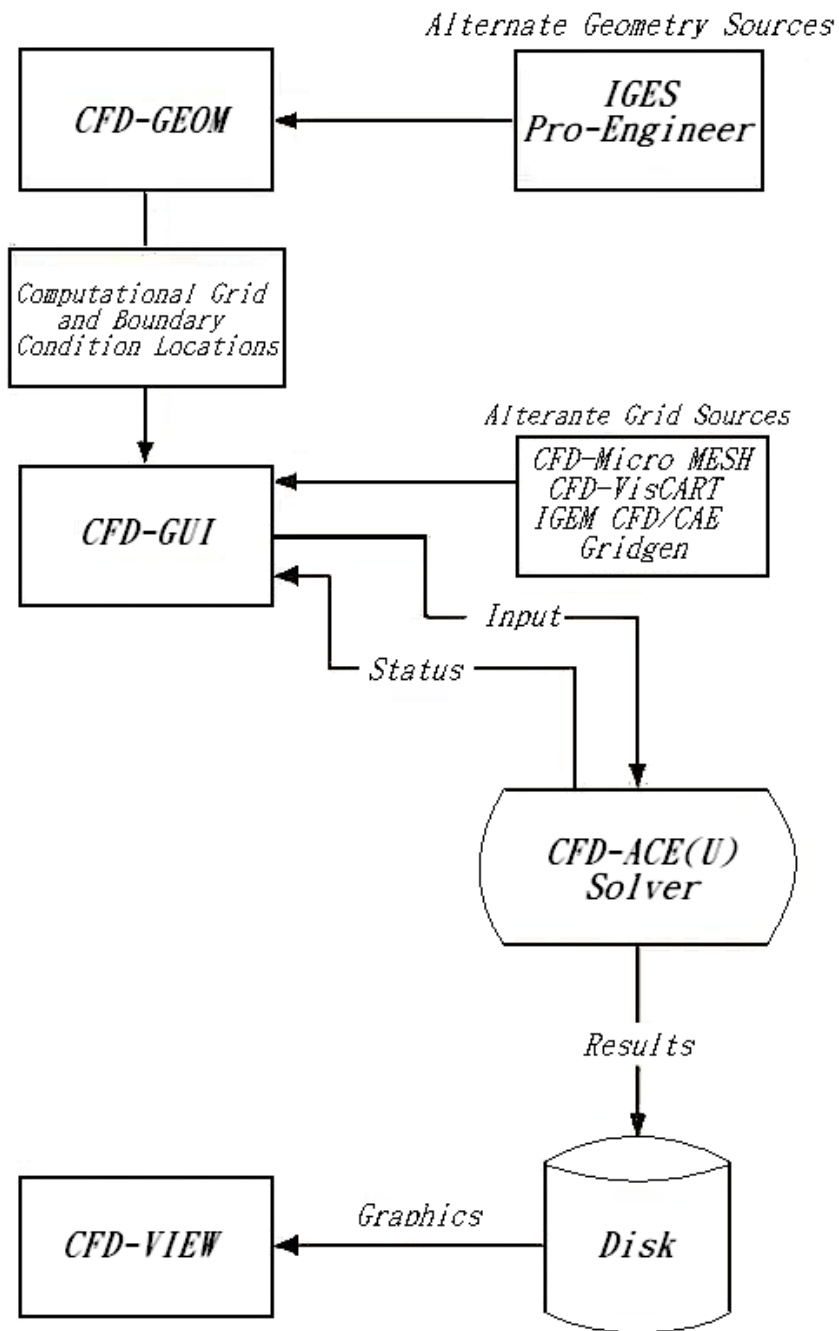 Alternate Geometry Sources
CFD-GEOM
IGES
Pro-Engineer
Computational Grid
and Boundary
Condition Locations
Alterante Grid Sources
CFD-Micro MESH
CFD-VisCART
IGEM CFD/CAE
Gridgen
CFD-GUI
Input
Status
CFD-ACE(U)
Solver
Results
Graphics
CFD-VIEW
Disk